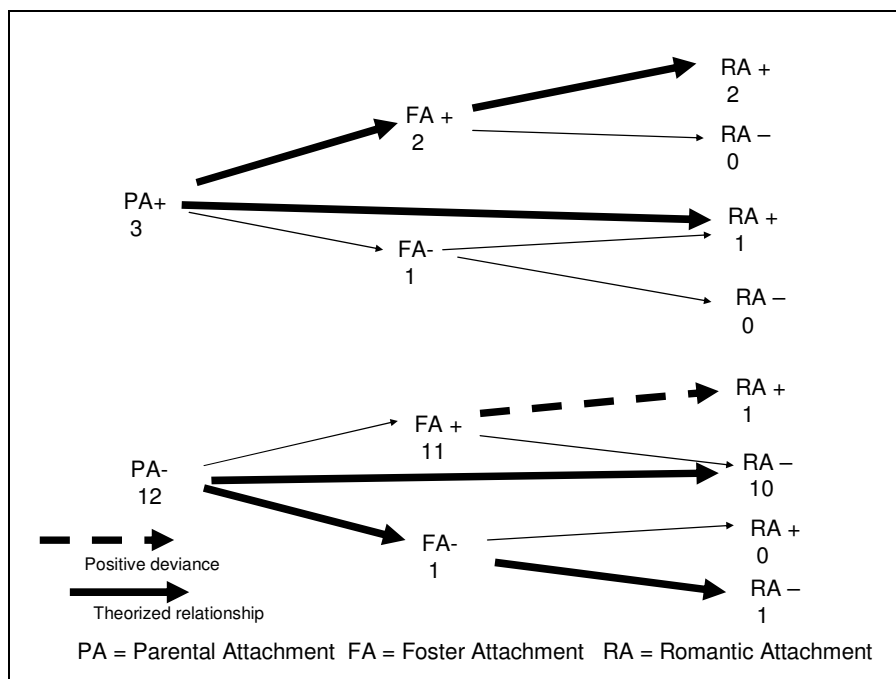 RA +
2
FA +
2
RA –
0
PA+
3
RA +
1
FA-
1
RA –
0
RA +
1
FA +
11
PA-
12
RA –
10
RA +
0
FA-
1
Positive deviance
RA –
1
Theorized relationship
PA = Parental Attachment FA = Foster Attachment RA = Romantic Attachment